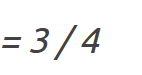 = 3 / 4